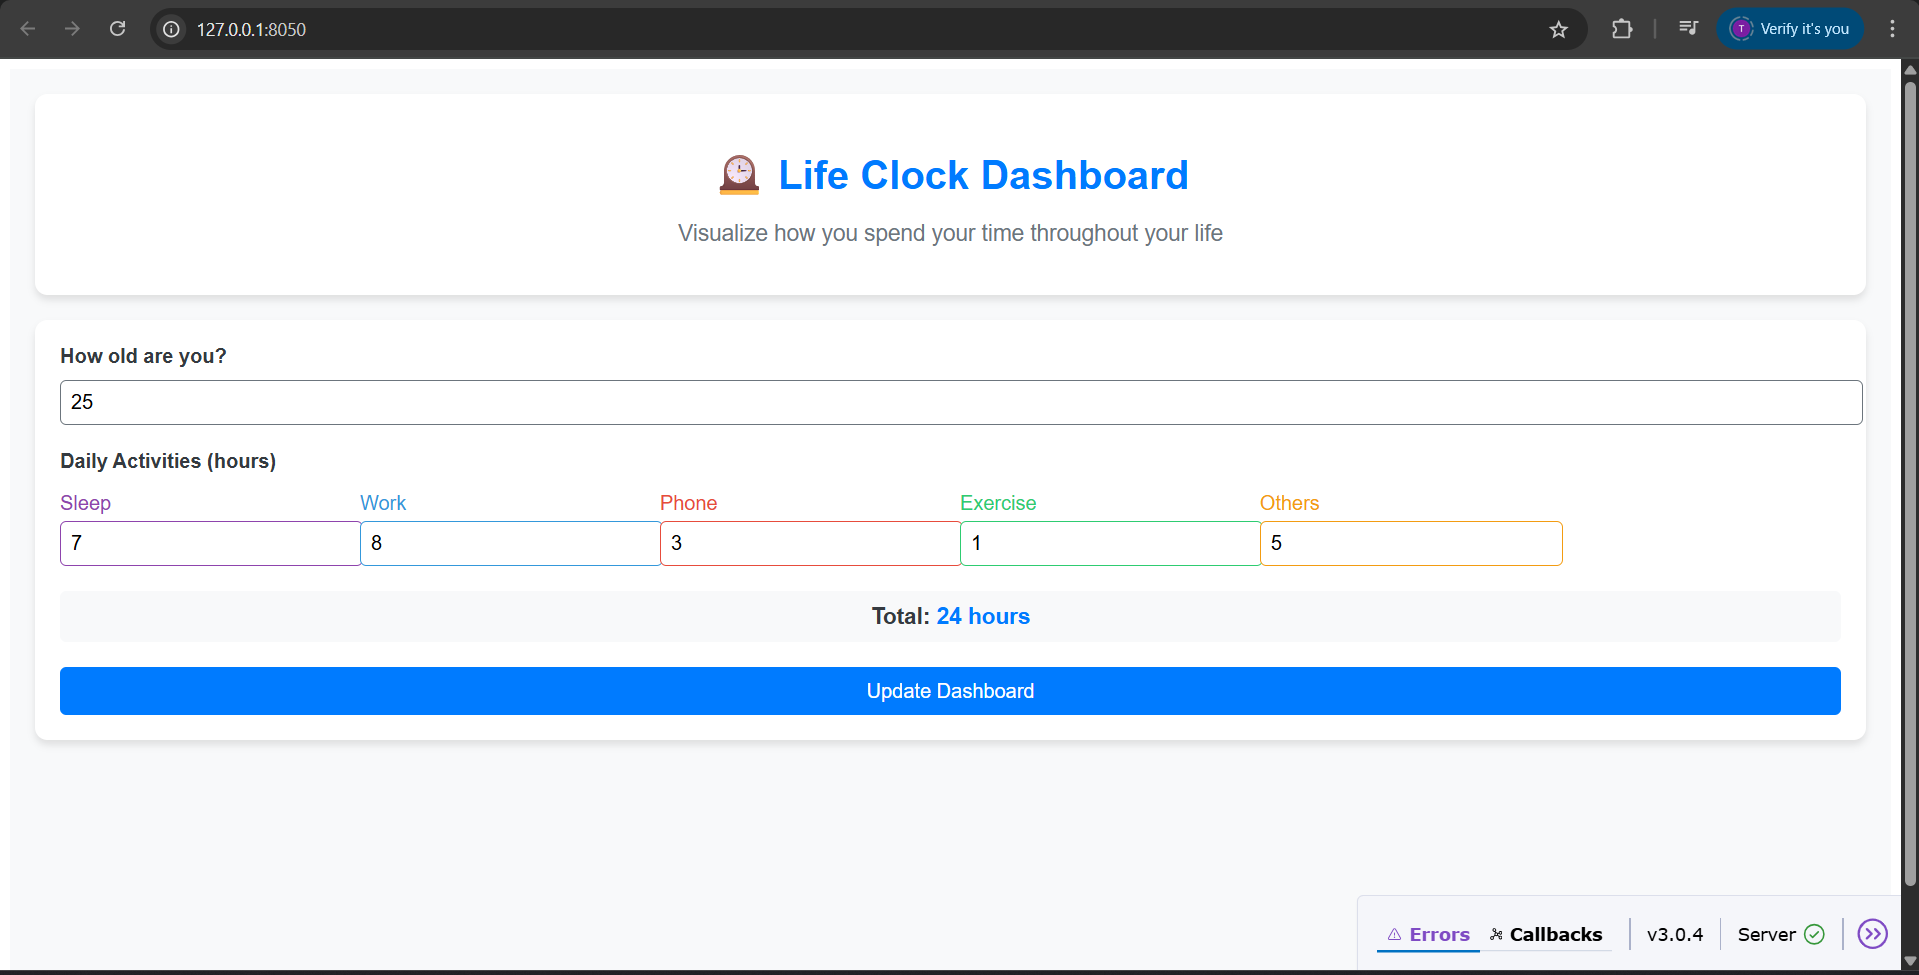 127.0.0.1:8050
T
Verify it's you
Life Clock Dashboard
Visualize how you spend your time throughout your life
How old are you?
25
Daily Activities (hours)
Sleep Work Phone Exercise Others
7 8 3 1 5
Total: 24 hours
Update Dashboard
Errors Callbacks v3.0.4 Server